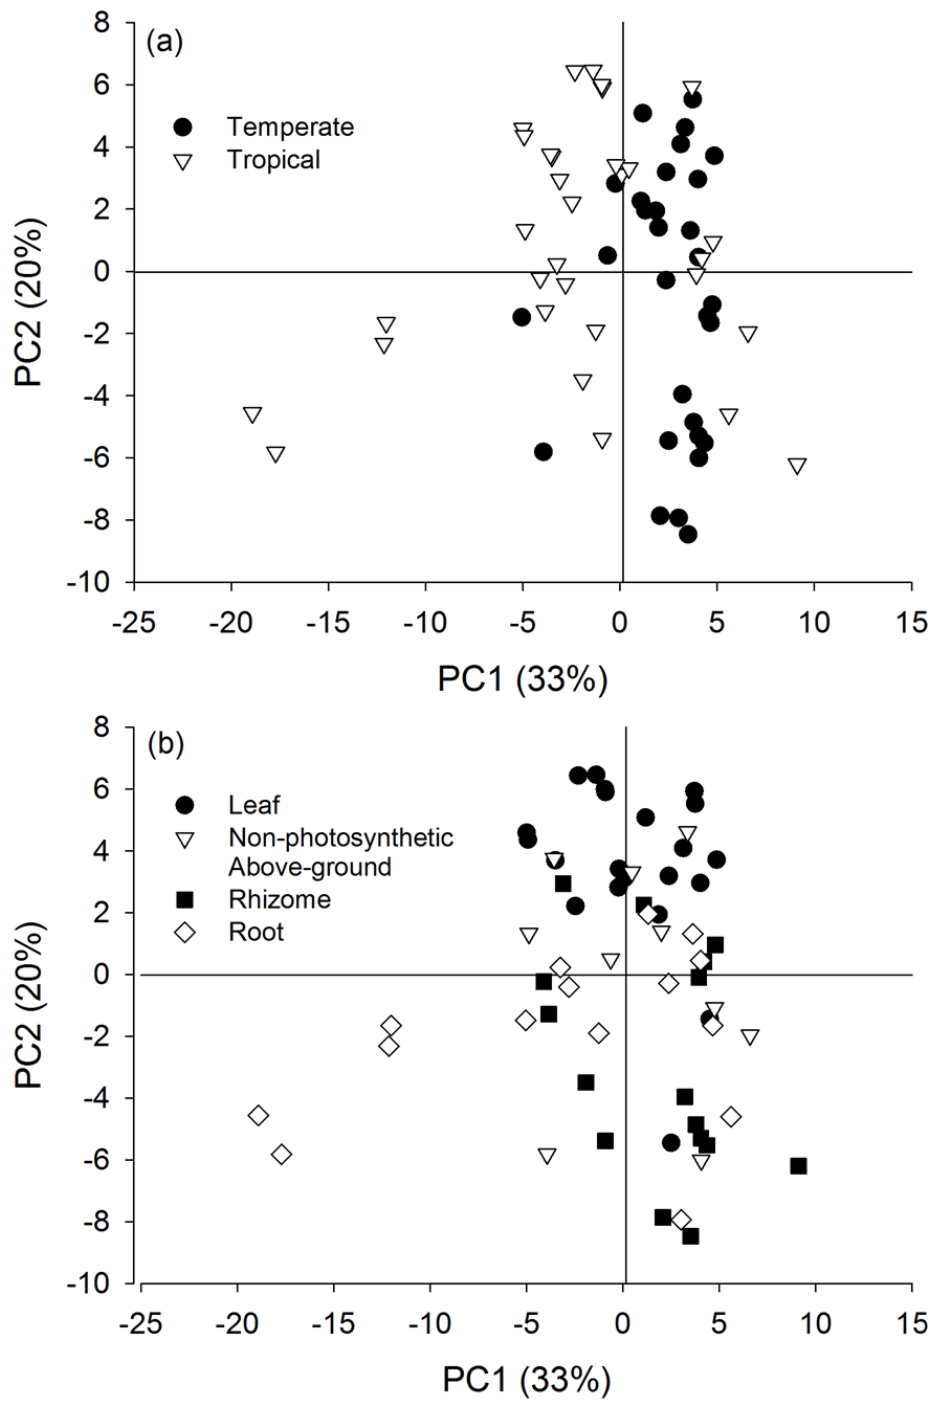 8
(a)
6
Temperate
4
Tropical
2
0
-2
-4
-6
-8
-10
PC2 (20%)
-25 -20 -15 -10 -5 0 5 10 15
PC1 (33%)
8
(b)
6
Leaf
4
Non-photosynthetic
Above-ground
Rhizome
2
Root
0
-2
-4
-6
-8
-10
PC2 (20%)
-25 -20 -15 -10 -5 0 5 10 15
PC1 (33%)